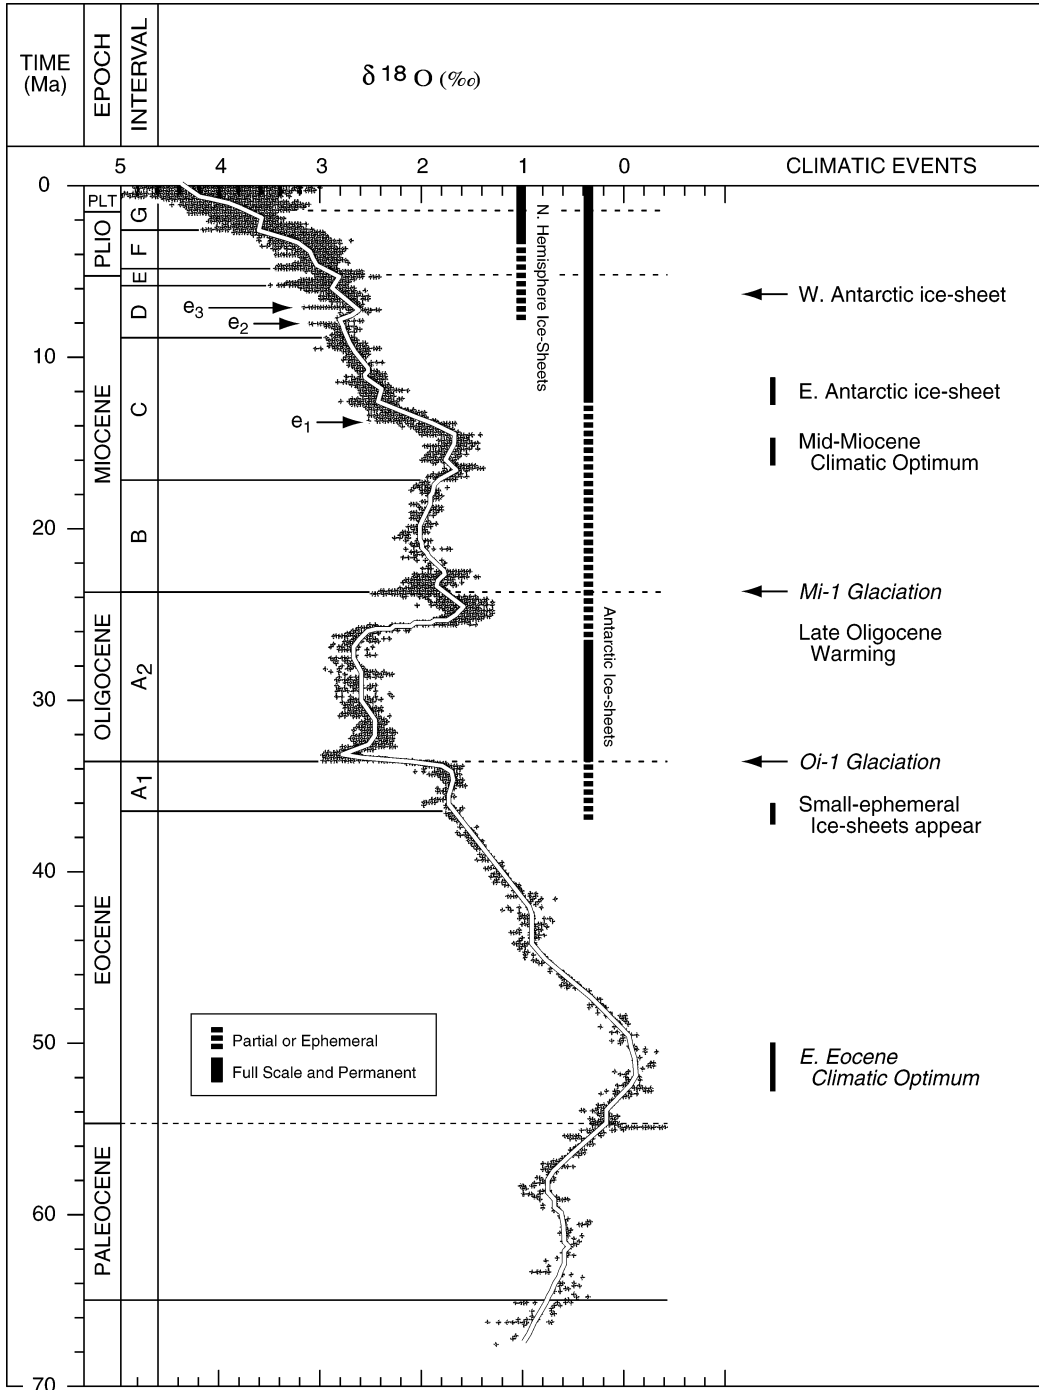 TIME
(Ma)
EPOCH
INTERVAL
δ 18 O (‰)
5 4 3 2 1 0
CLIMATIC EVENTS
0
10
20
30
40
50
60
70
PLT
PLIO
MIOCENE
OLIGOCENE
EOCENE
PALEOCENE
G
F
E
D
C
B
A2
A1
e3
e2
e1
N. Hemisphere Ice-Sheets
Antarctic Ice-sheets
W. Antarctic ice-sheet
E. Antarctic ice-sheet
Mid-Miocene
Climatic Optimum
Mi-1 Glaciation
Late Oligocene
Warming
Oi-1 Glaciation
Small-ephemeral
Ice-sheets appear
E. Eocene
Climatic Optimum
Partial or Ephemeral
Full Scale and Permanent